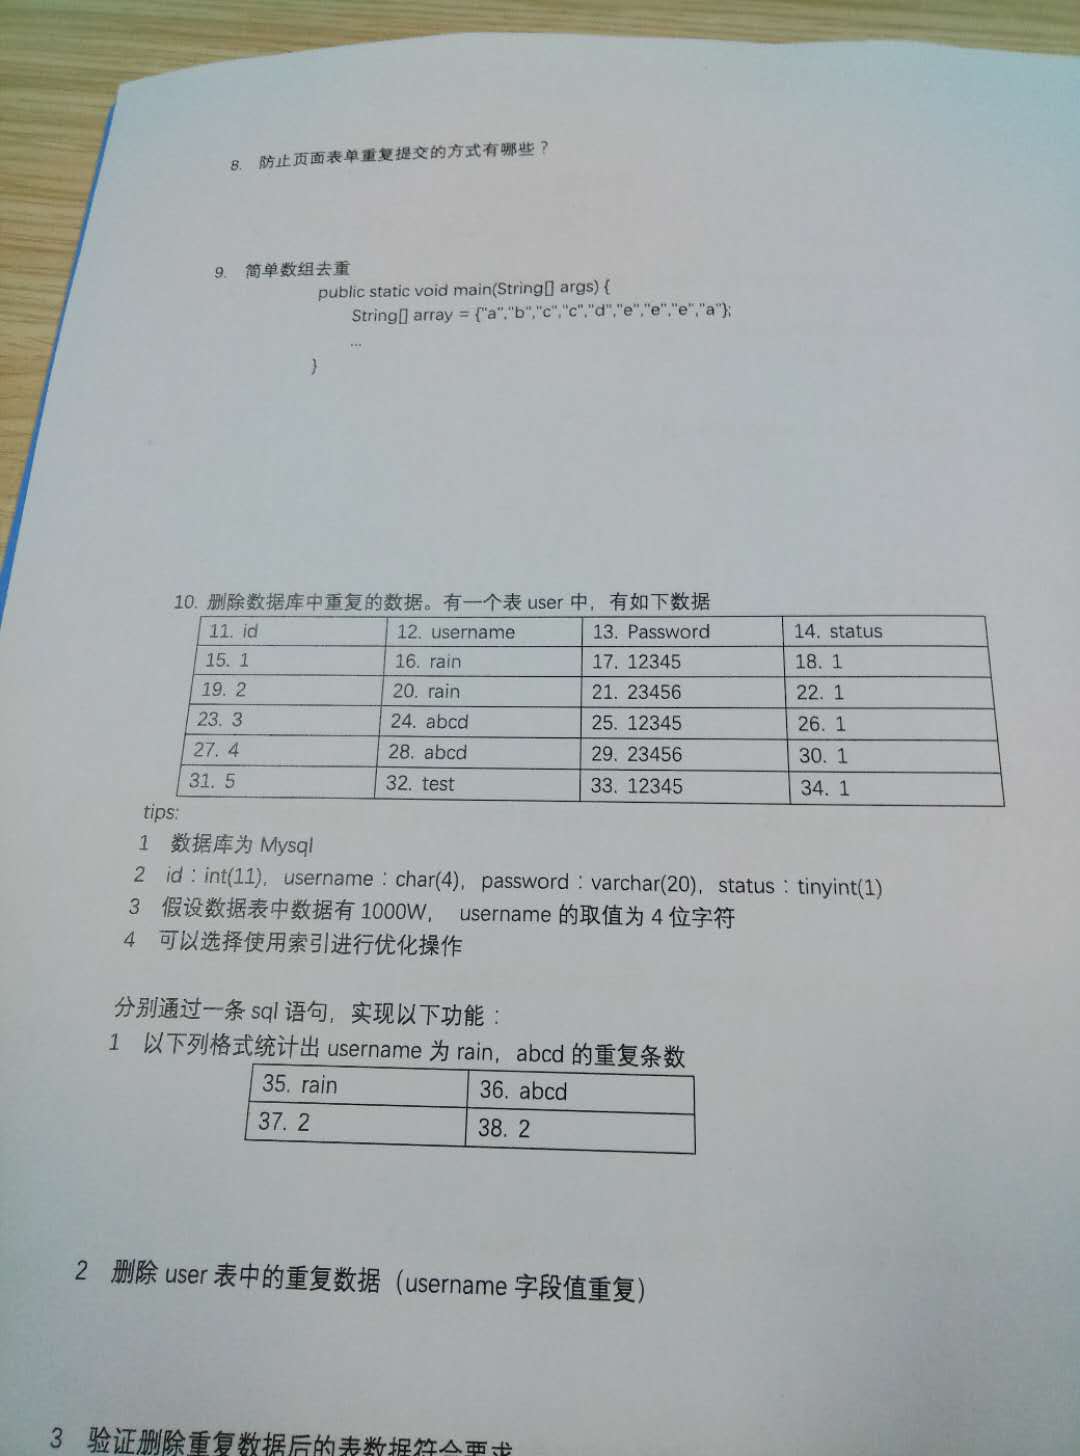 8. 防止页面表单重复提交的方式有哪些？
9. 简单数组去重
public static void main(String[] args) {
String[] array = {"a","b","c","c","d","e","e","e","a"};
...
}
10. 删除数据库中重复的数据。有一个表 user 中，有如下数据
11. id 12. username 13. Password 14. status
15. 1 16. rain 17. 12345 18. 1
19. 2 20. rain 21. 23456 22. 1
23. 3 24. abcd 25. 12345 26. 1
27. 4 28. abcd 29. 23456 30. 1
31. 5 32. test 33. 12345 34. 1
tips:
1 数据库为 Mysql
2 id：int(11)，username：char(4)，password：varchar(20)，status：tinyint(1)
3 假设数据表中数据有 1000W， username 的取值为 4 位字符
4 可以选择使用索引进行优化操作
分别通过一条 sql 语句，实现以下功能：
1 以下列格式统计出 username 为 rain，abcd 的重复条数
35. rain 36. abcd
37. 2 38. 2
2 删除 user 表中的重复数据（username 字段值重复）
3 验证删除重复数据后的表数据符合要求